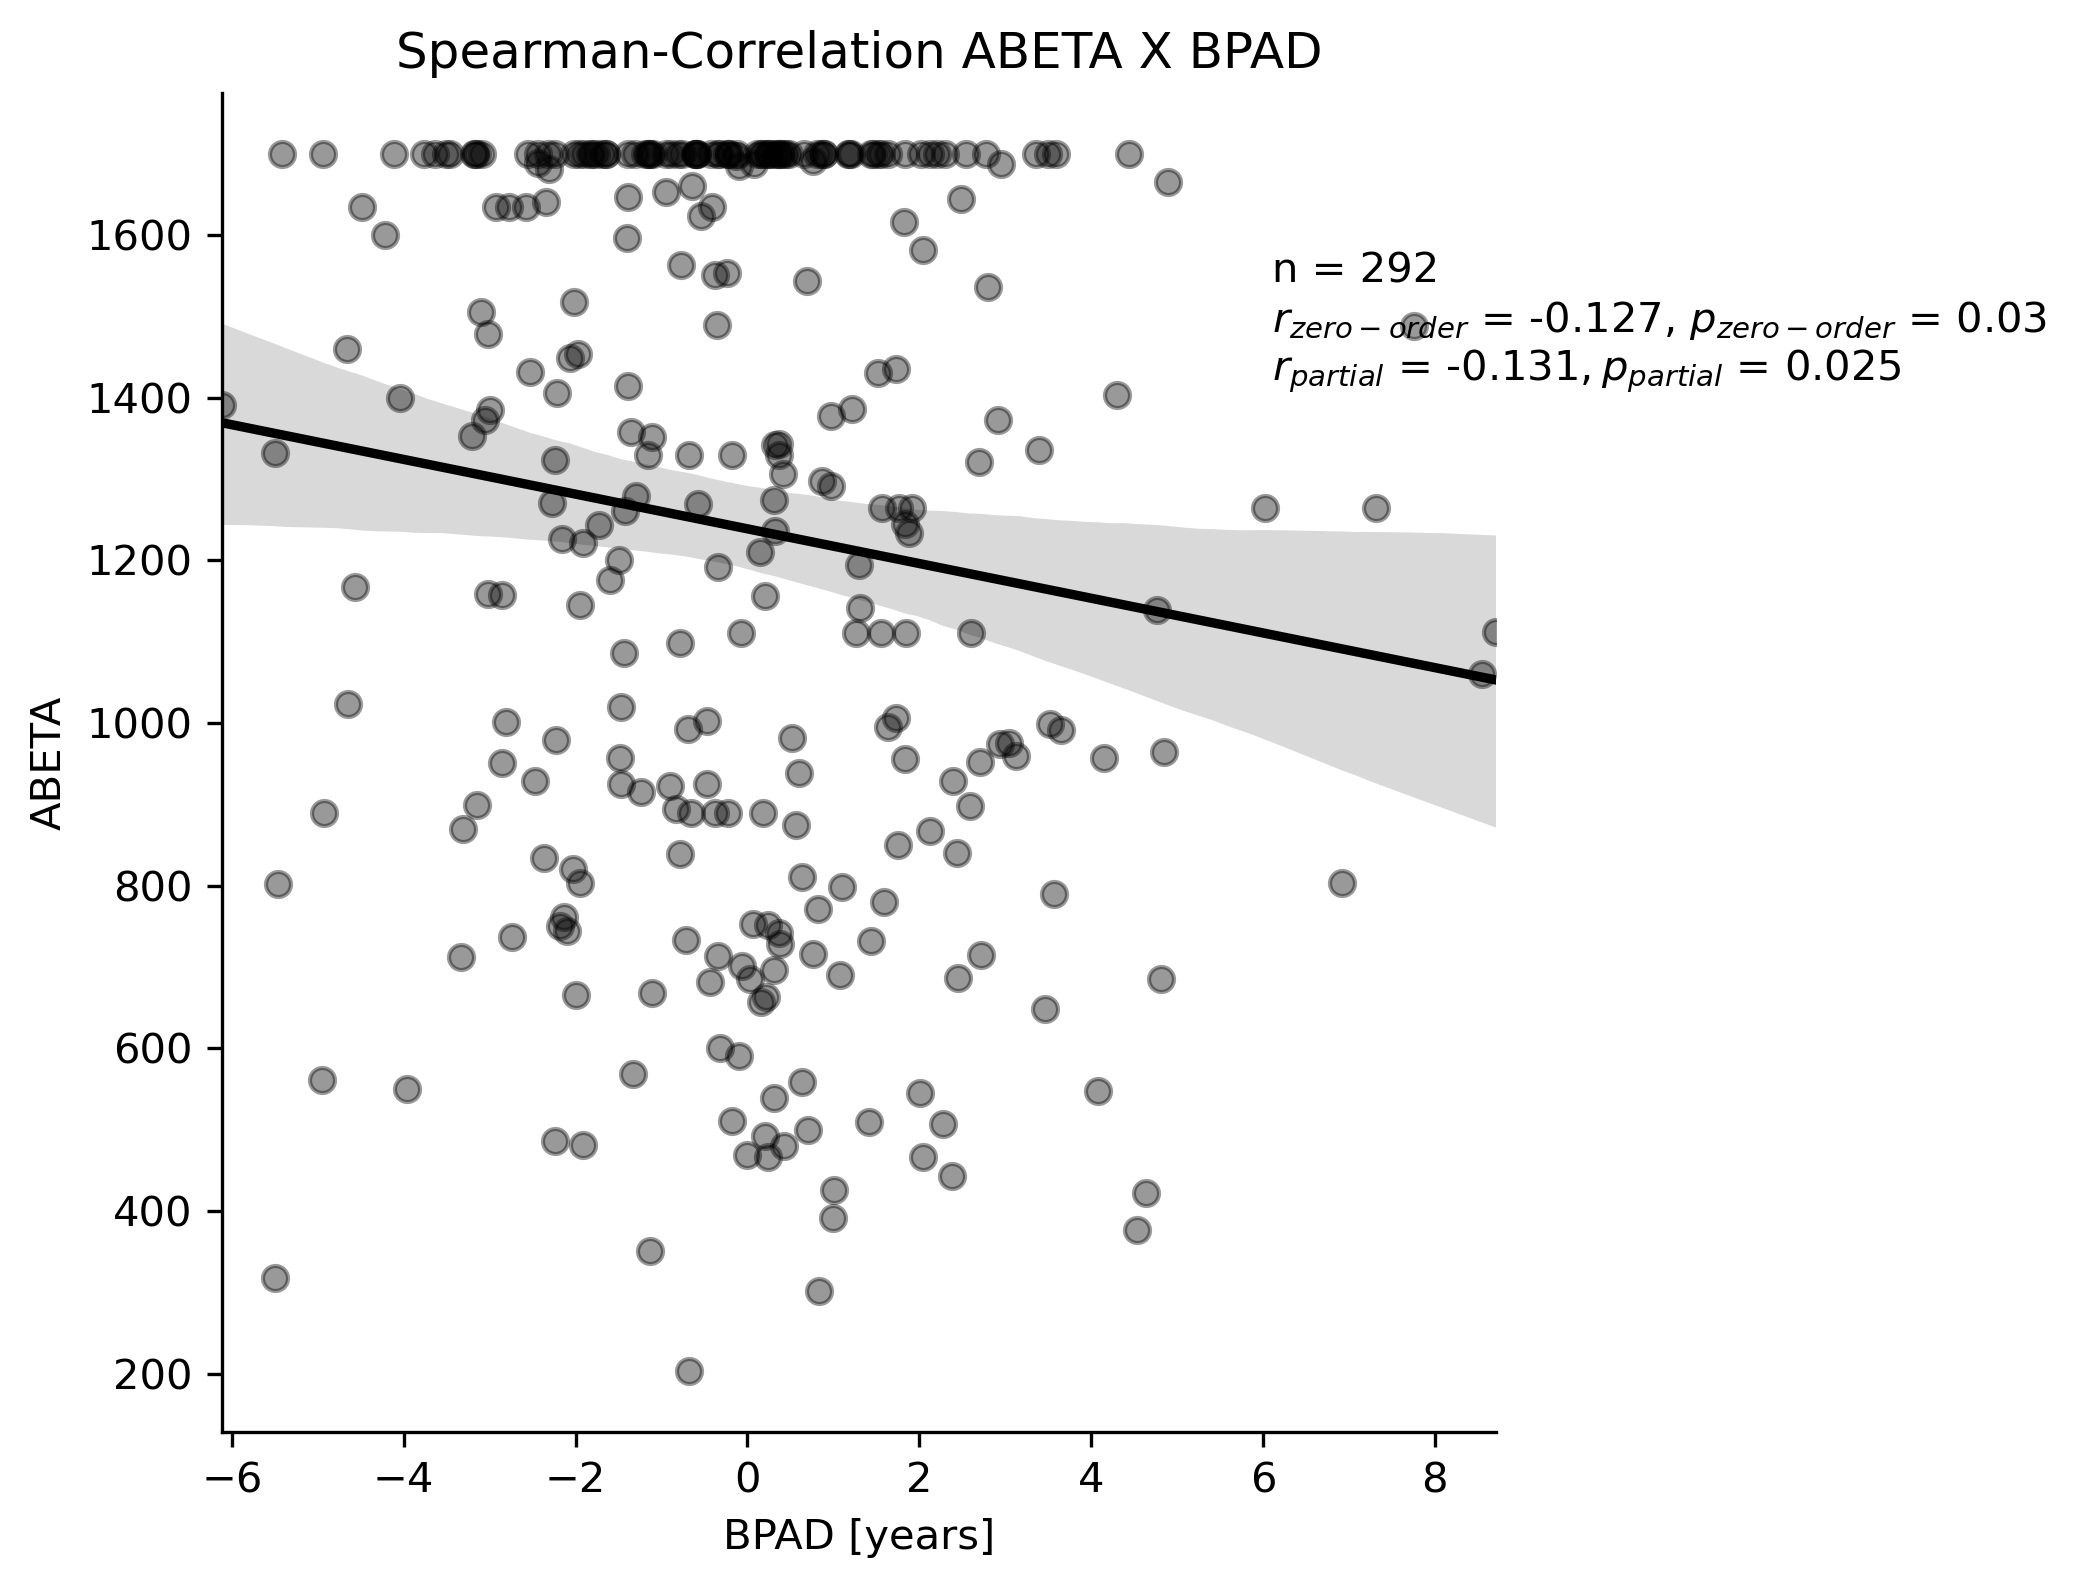 Spearman-Correlation ABETA X BPAD
n = 292
r_zero−order = -0.127, p_zero−order = 0.03
r_partial = -0.131, p_partial = 0.025
ABETA
1600
1400
1200
1000
800
600
400
200
−6 −4 −2 0 2 4 6 8
BPAD [years]